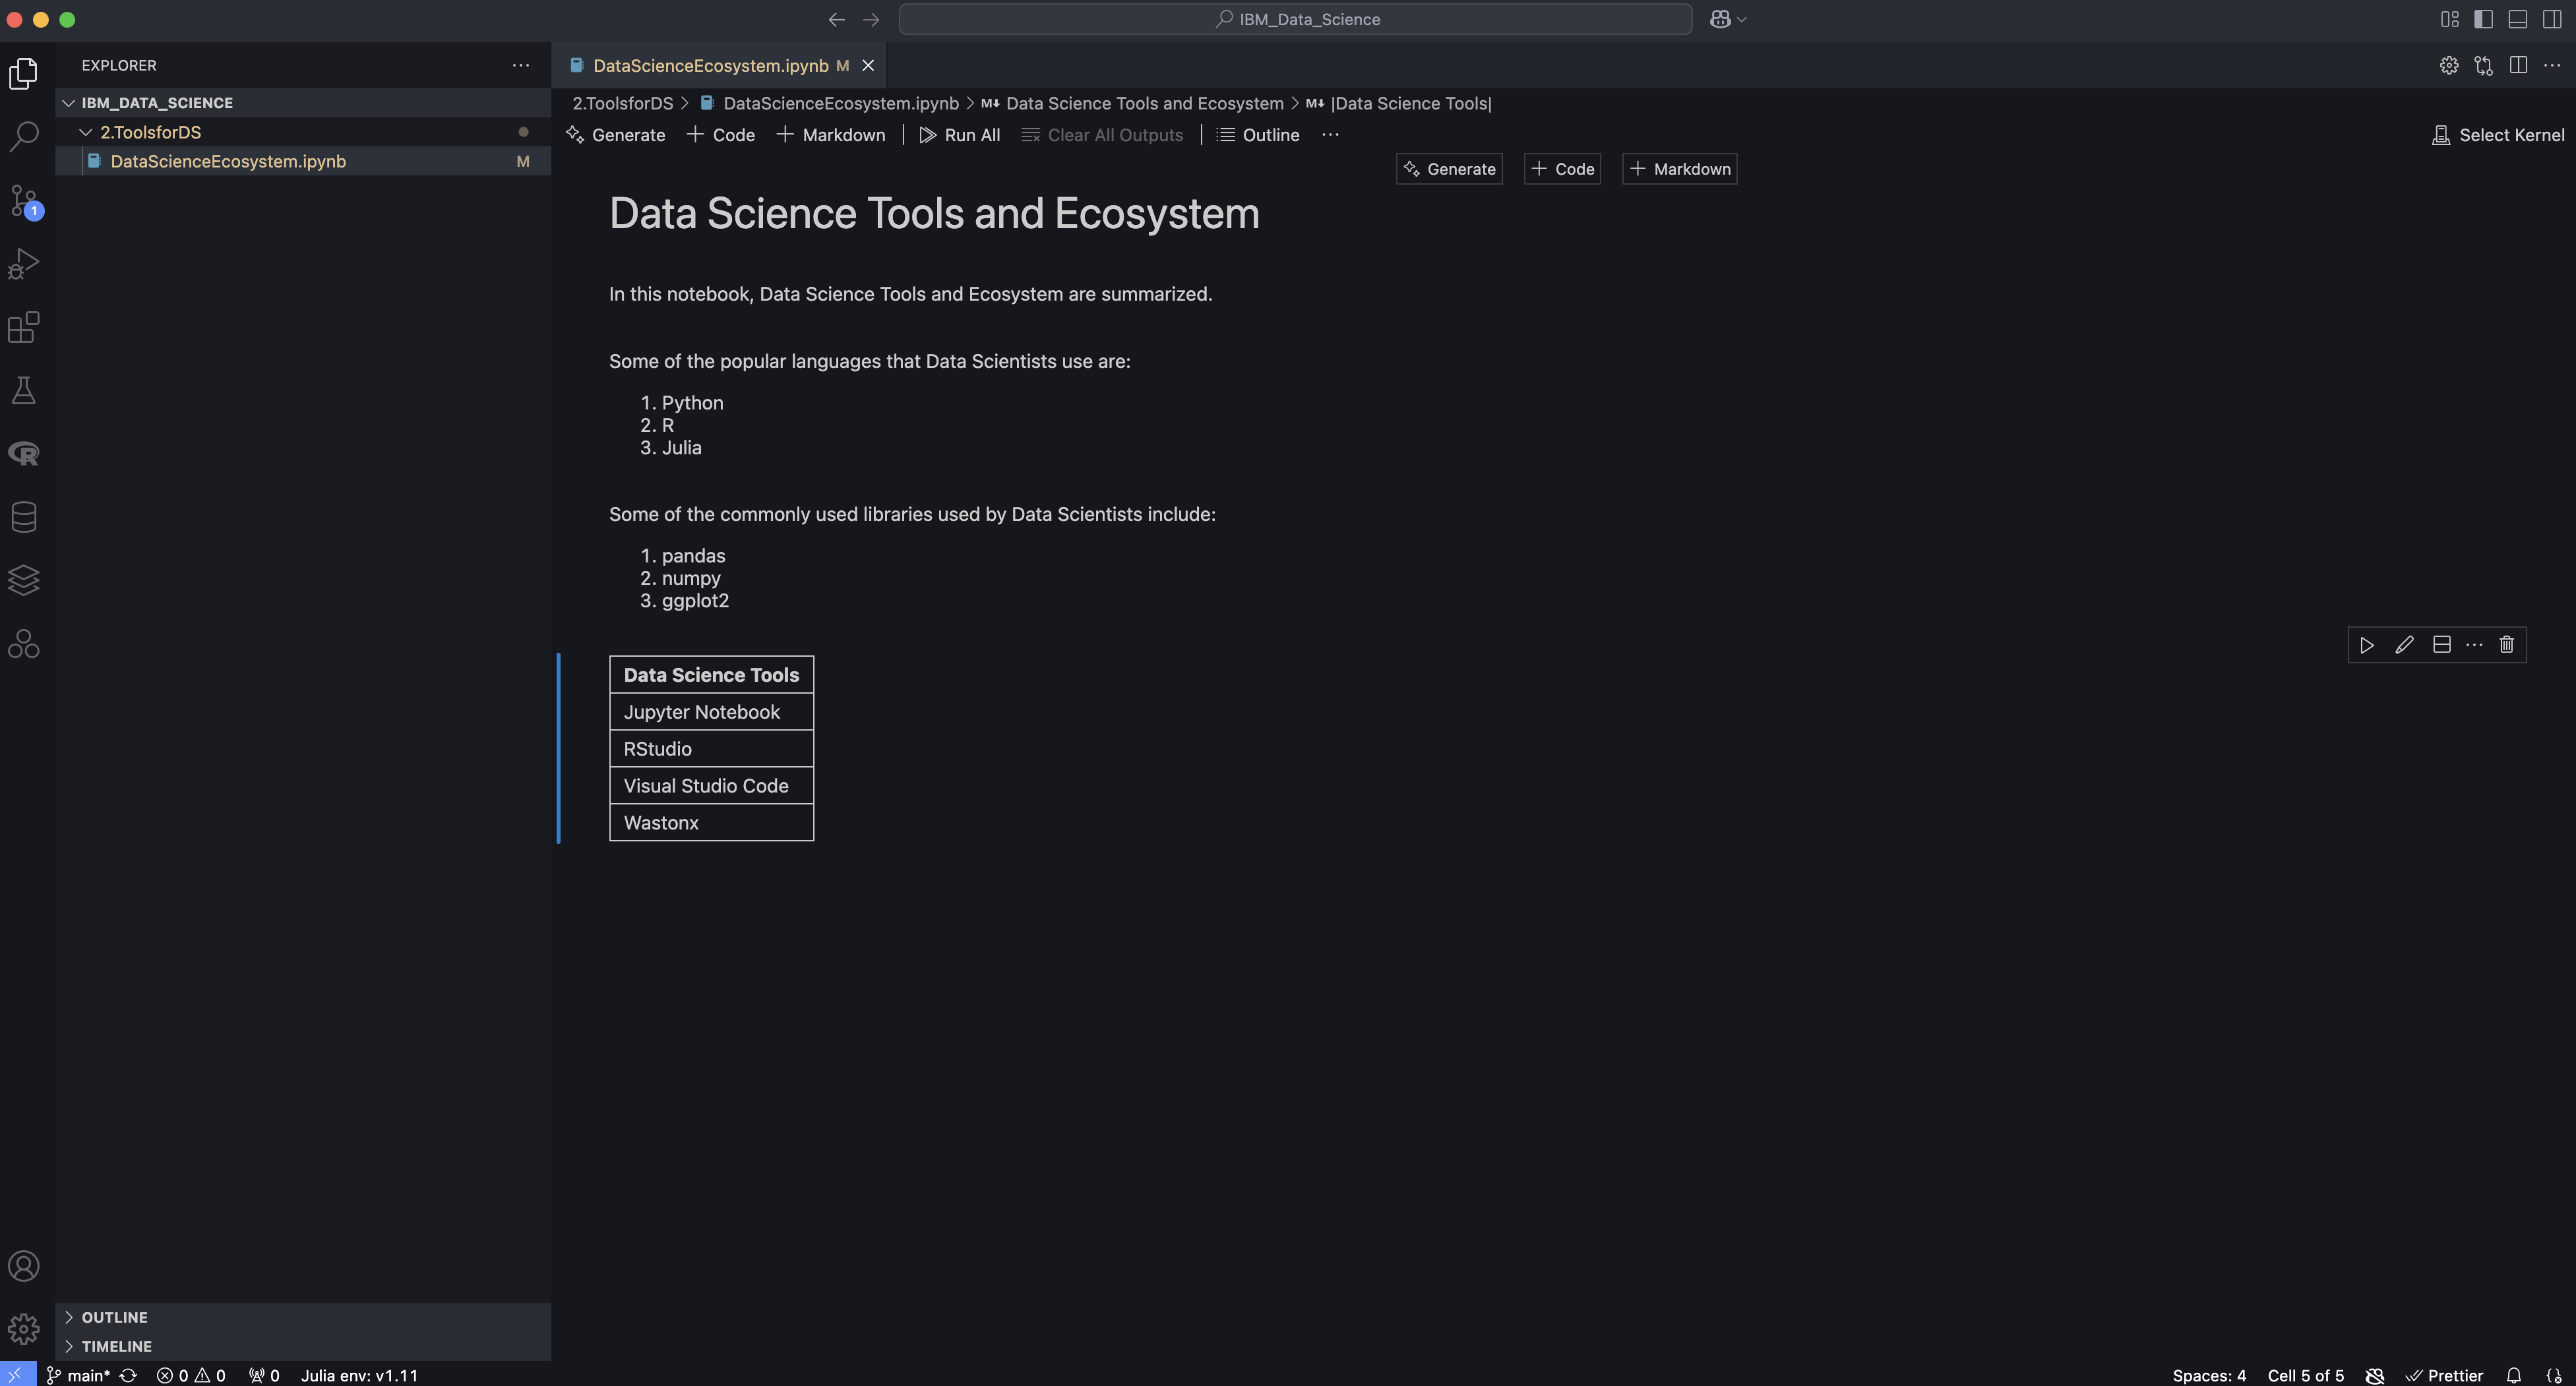 IBM_Data_Science
EXPLORER
IBM_DATA_SCIENCE
2.ToolsforDS
DataScienceEcosystem.ipynb M
1
DataScienceEcosystem.ipynb M
2.ToolsforDS > DataScienceEcosystem.ipynb > M↓ Data Science Tools and Ecosystem > M↓ |Data Science Tools|
Generate + Code + Markdown | Run All Clear All Outputs | Outline ··· Select Kernel
Generate + Code + Markdown
Data Science Tools and Ecosystem
In this notebook, Data Science Tools and Ecosystem are summarized.
Some of the popular languages that Data Scientists use are:
1. Python
2. R
3. Julia
Some of the commonly used libraries used by Data Scientists include:
1. pandas
2. numpy
3. ggplot2
Data Science Tools
Jupyter Notebook
RStudio
Visual Studio Code
Wastonx
OUTLINE
TIMELINE
main* 0 0 0 Julia env: v1.11 Spaces: 4 Cell 5 of 5 Prettier